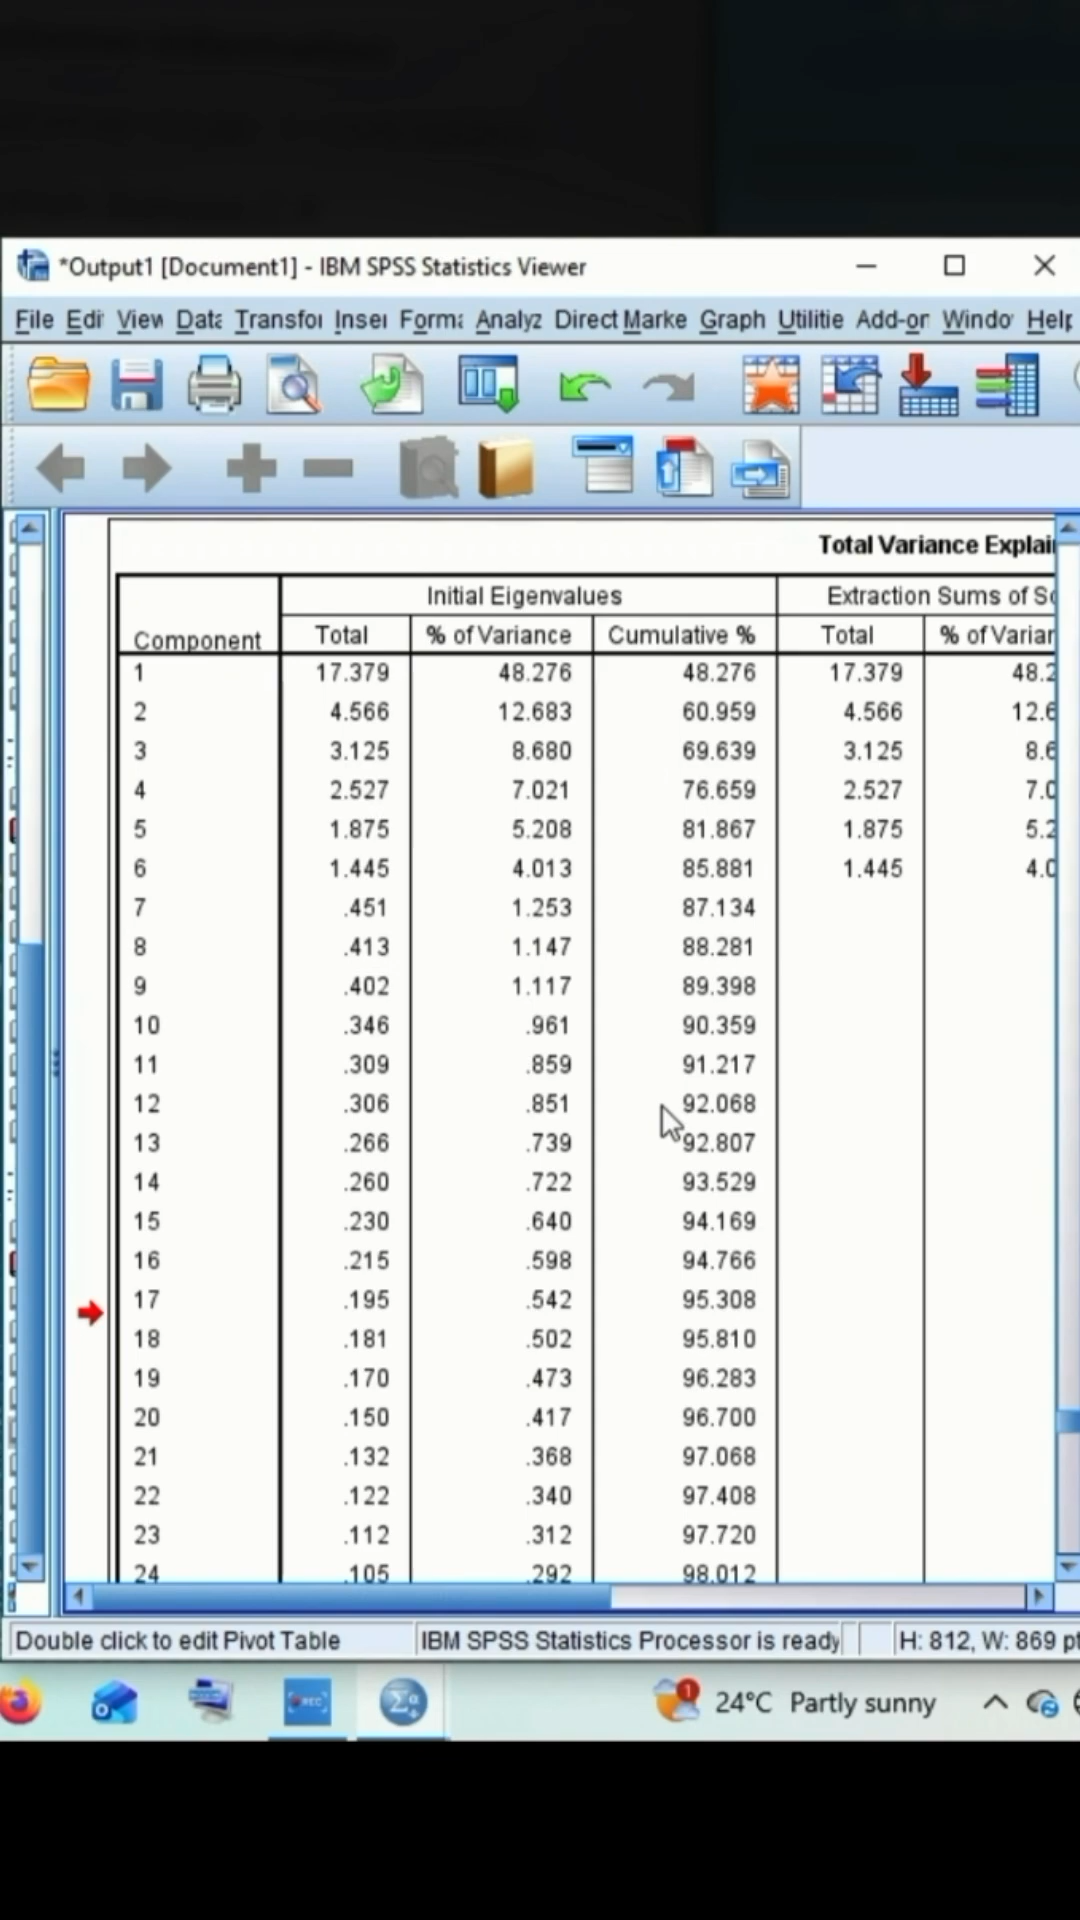 *Output1 [Document1] - IBM SPSS Statistics Viewer
File Edi View Data Transfor Inser Forma Analyz Direct Marke Graph Utilitie Add-on Windo Help
Total Variance Explain
Initial Eigenvalues Extraction Sums of Sq
Component Total % of Variance Cumulative % Total % of Varian
1 17.379 48.276 48.276 17.379 48.2
2 4.566 12.683 60.959 4.566 12.6
3 3.125 8.680 69.639 3.125 8.6
4 2.527 7.021 76.659 2.527 7.0
5 1.875 5.208 81.867 1.875 5.2
6 1.445 4.013 85.881 1.445 4.0
7 .451 1.253 87.134
8 .413 1.147 88.281
9 .402 1.117 89.398
10 .346 .961 90.359
11 .309 .859 91.217
12 .306 .851 92.068
13 .266 .739 92.807
14 .260 .722 93.529
15 .230 .640 94.169
16 .215 .598 94.766
17 .195 .542 95.308
18 .181 .502 95.810
19 .170 .473 96.283
20 .150 .417 96.700
21 .132 .368 97.068
22 .122 .340 97.408
23 .112 .312 97.720
24 .105 .292 98.012
Double click to edit Pivot Table IBM SPSS Statistics Processor is ready H: 812, W: 869 pt
REC 1 24°C Partly sunny